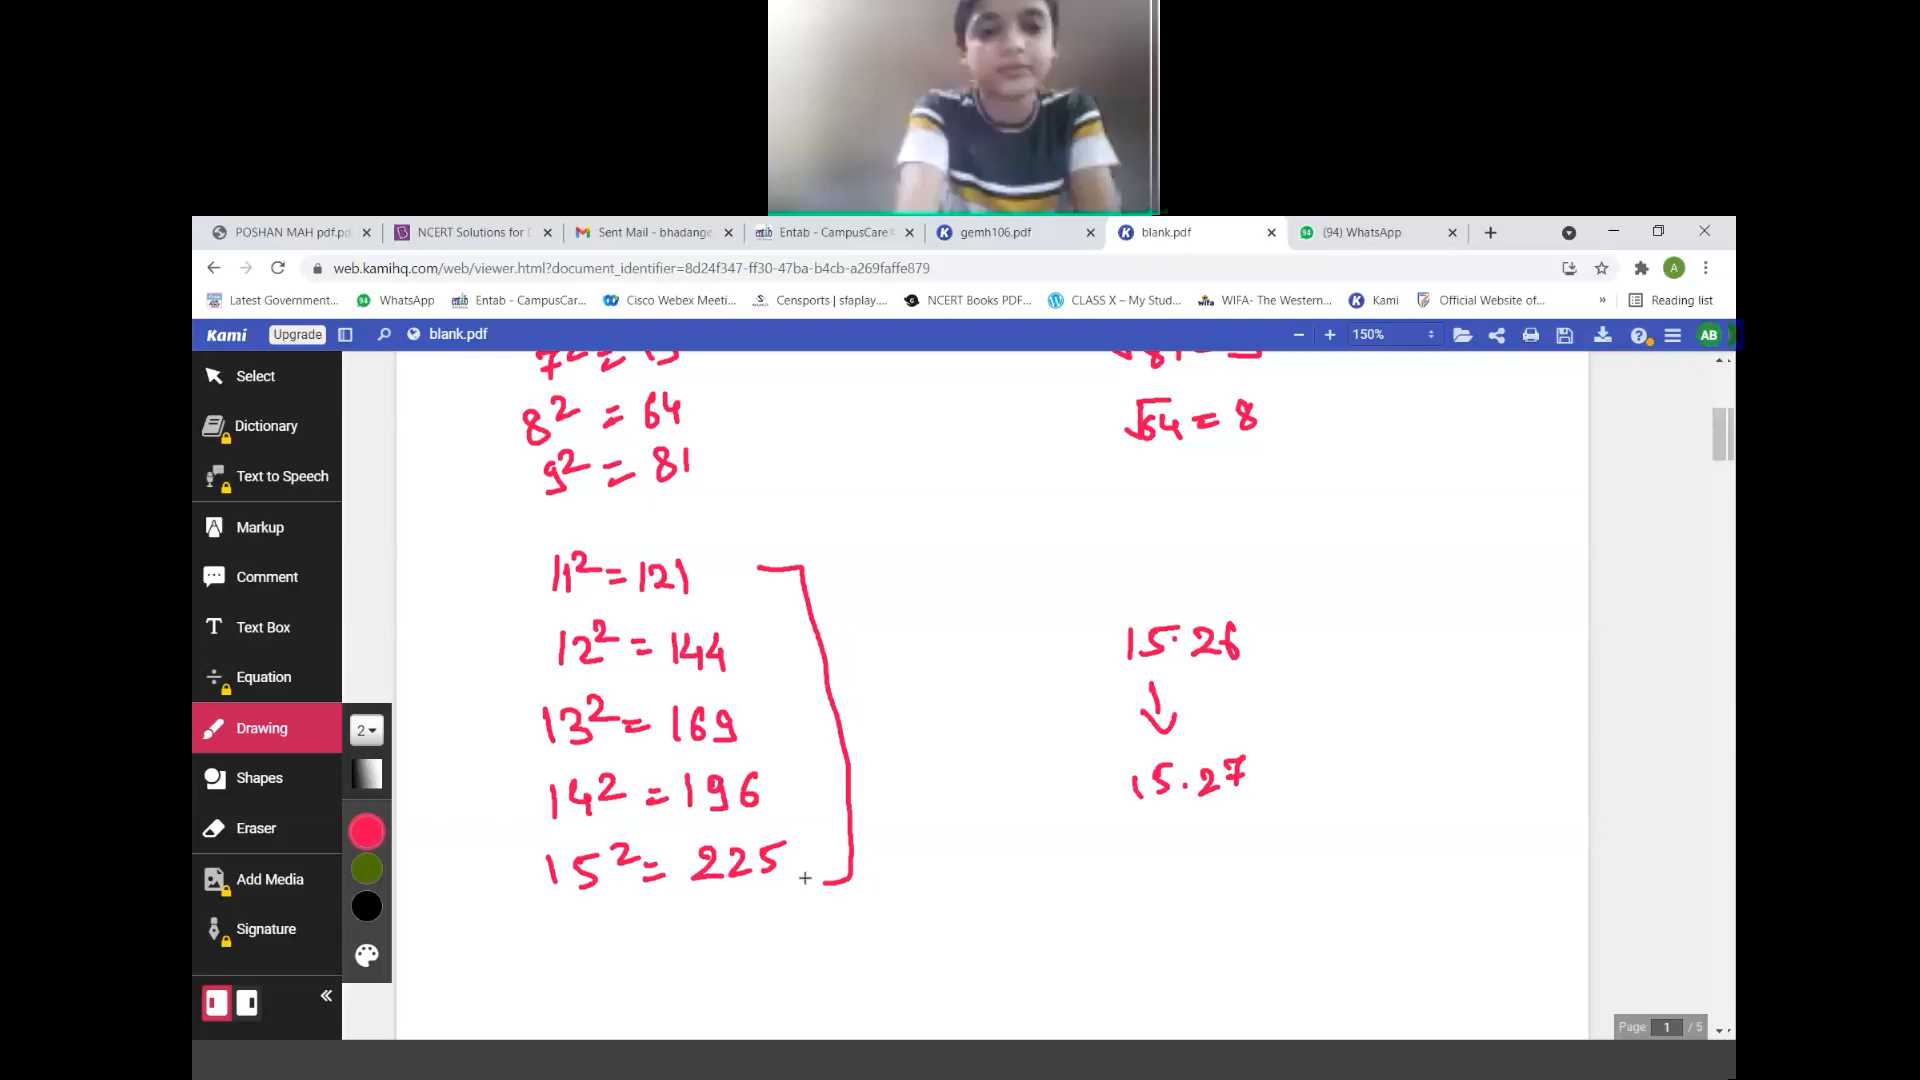 POSHAN MAH pdf.pd
NCERT Solutions for
Sent Mail - bhadange
Entab - CampusCare
gemh106.pdf
blank.pdf
(94) WhatsApp
web.kamihq.com/web/viewer.html?document_identifier=8d24f347-ff30-47ba-b4cb-a269faffe879
A
Latest Government...
WhatsApp
Entab - CampusCar...
Cisco Webex Meeti...
Censports | sfaplay....
NCERT Books PDF...
CLASS X – My Stud...
WIFA- The Western...
Kami
Official Website of...
»
Reading list
Kami
Upgrade
blank.pdf
150%
AB
Select
Dictionary
Text to Speech
Markup
Comment
Text Box
Equation
Drawing
2
Shapes
Eraser
Add Media
Signature
8² = 64
√64 = 8
9² = 81
11² = 121
12² = 144
13² = 169
14² = 196
15² = 225
15.26
↓
15.27
Page 1 / 5